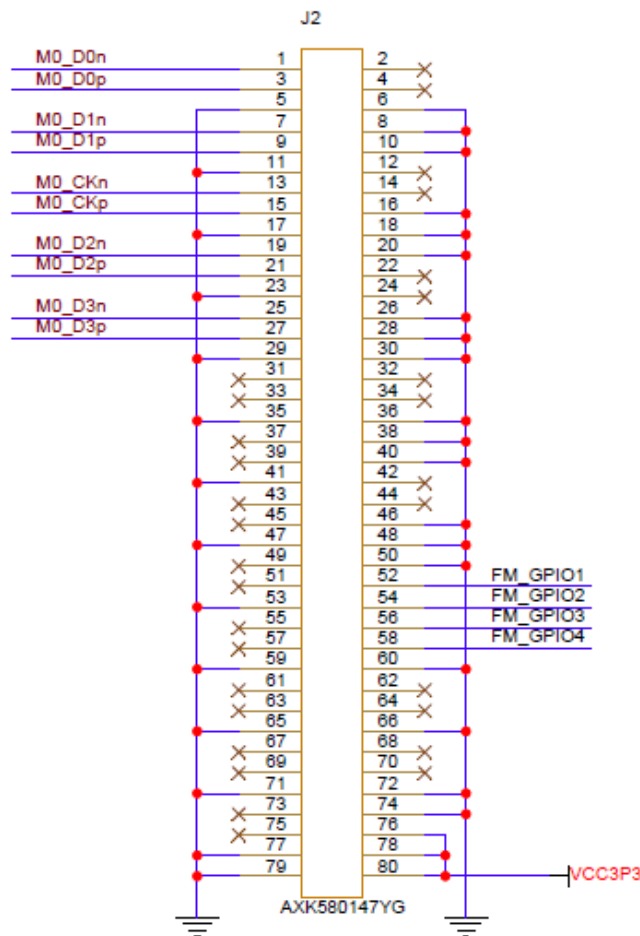 J2
M0_D0n 1 2
M0_D0p 3 4
5 6
M0_D1n 7 8
M0_D1p 9 10
11 12
M0_CKn 13 14
M0_CKp 15 16
17 18
M0_D2n 19 20
M0_D2p 21 22
23 24
M0_D3n 25 26
M0_D3p 27 28
29 30
31 32
33 34
35 36
37 38
39 40
41 42
43 44
45 46
47 48
49 50
51 52 FM_GPIO1
53 54 FM_GPIO2
55 56 FM_GPIO3
57 58 FM_GPIO4
59 60
61 62
63 64
65 66
67 68
69 70
71 72
73 74
75 76
77 78
79 80 VCC3P3
AXK580147YG